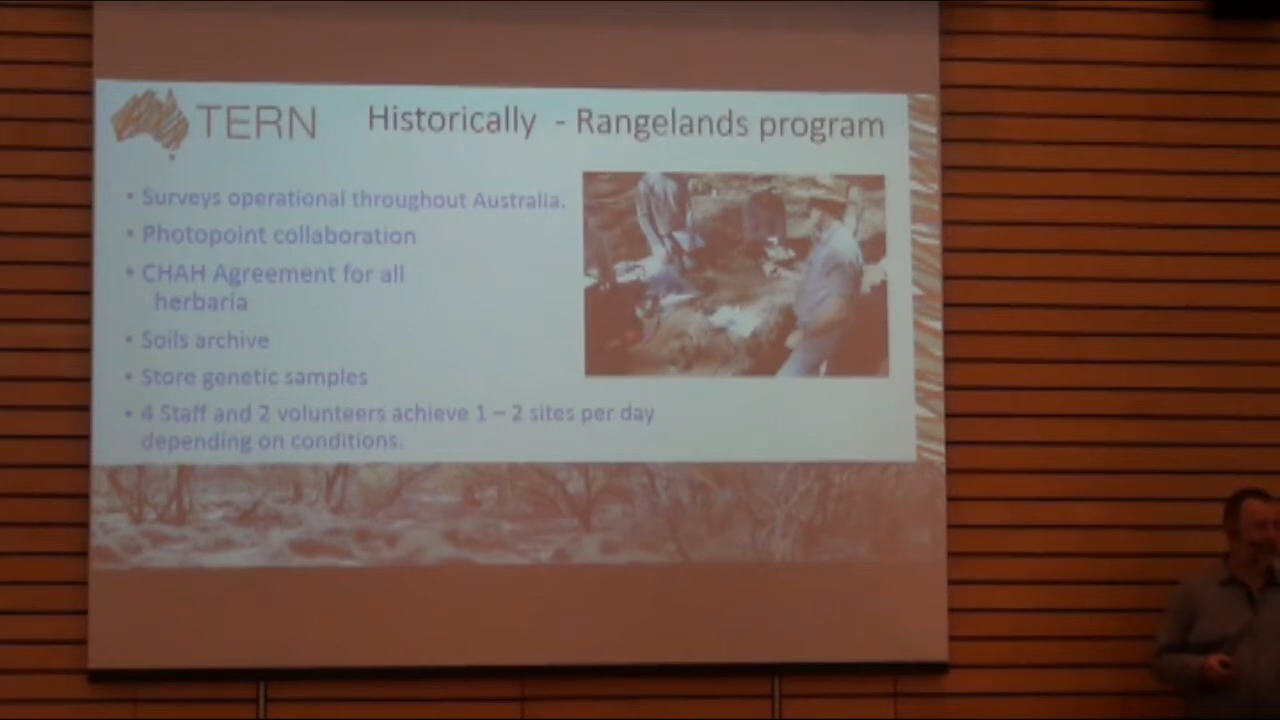 TERN
Historically - Rangelands program
• Surveys operational throughout Australia.
• Photopoint collaboration
• CHAH Agreement for all
herbaria
• Soils archive
• Store genetic samples
• 4 Staff and 2 volunteers achieve 1 – 2 sites per day
depending on conditions.